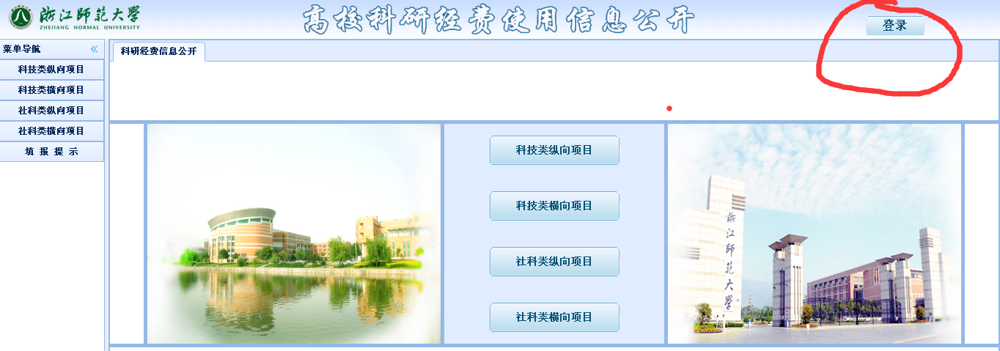 浙江師范大學
ZHEJIANG NORMAL UNIVERSITY
高校科研经费使用信息公开
登录
菜单导航
科研经费信息公开
科技类纵向项目
科技类横向项目
社科类纵向项目
社科类横向项目
填 报 提 示
科技类纵向项目
科技类横向项目
社科类纵向项目
社科类横向项目
浙江師范大學